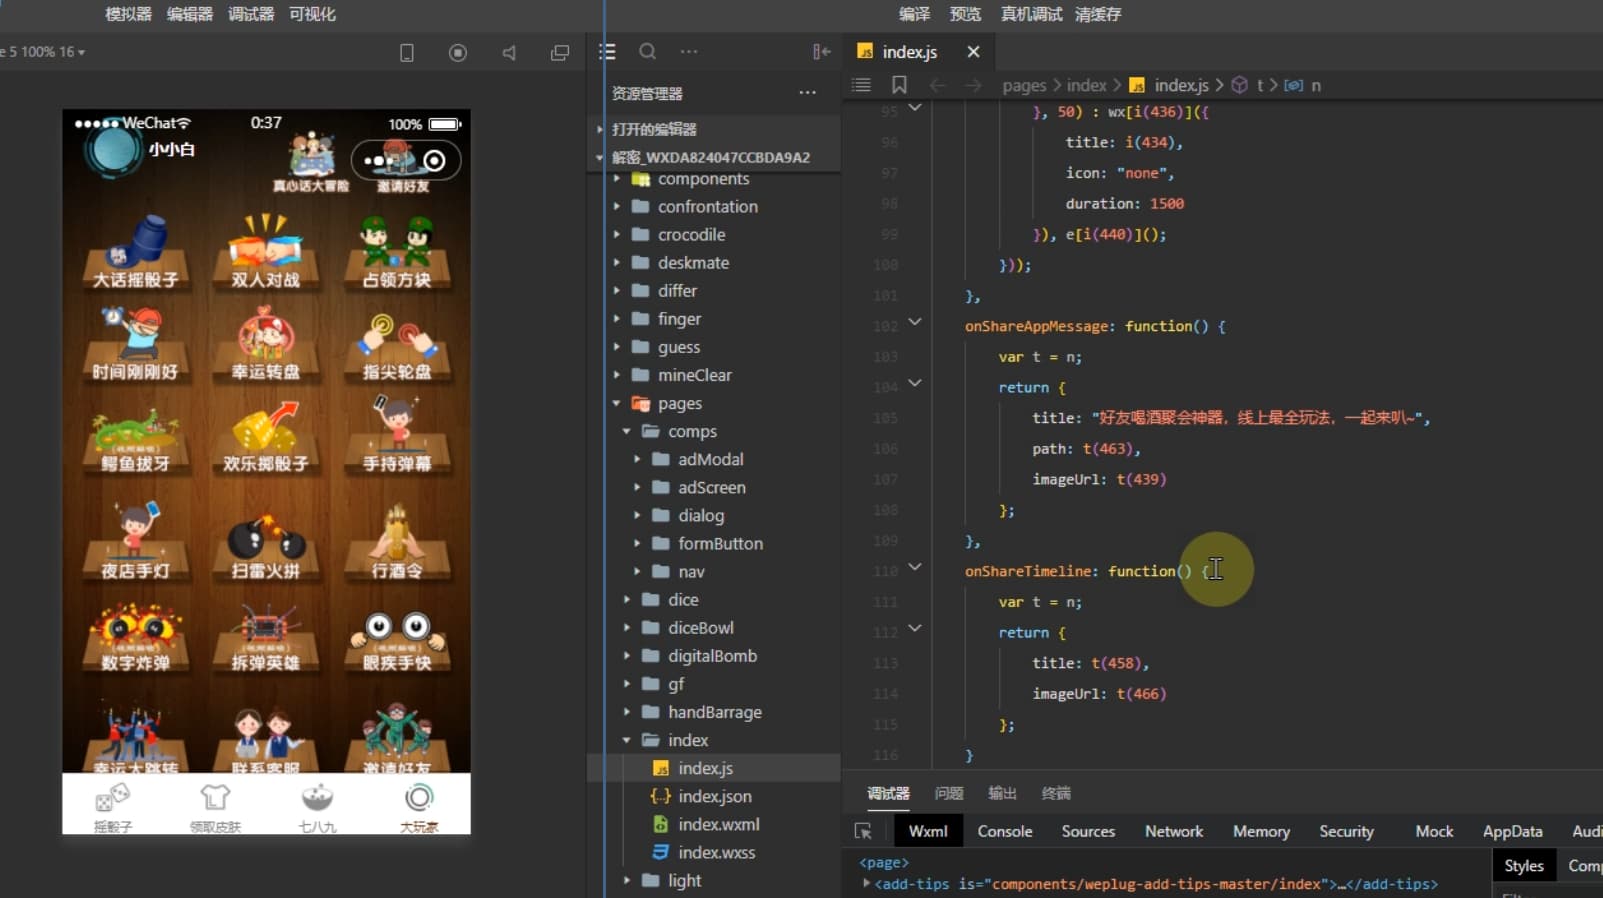 模拟器 编辑器 调试器 可视化
编译 预览 真机调试 清缓存
e 5 100% 16
index.js
资源管理器
pages > index > index.js > t > n
打开的编辑器
解密_WXDA824047CCBDA9A2
components
confrontation
crocodile
deskmate
differ
finger
guess
mineClear
pages
comps
adModal
adScreen
dialog
formButton
nav
dice
diceBowl
digitalBomb
gf
handBarrage
index
index.js
index.json
index.wxml
index.wxss
light
WeChat 0:37 100%
小小白
真心话大冒险 邀请好友
大话摇骰子 双人对战 占领方块
时间刚刚好 幸运转盘 指尖轮盘
鳄鱼拔牙 欢乐掷骰子 手持弹幕
夜店手灯 扫雷火拼 行酒令
数字炸弹 拆弹英雄 眼疾手快
幸运大跳转 联系客服 邀请好友
摇骰子 领取皮肤 七八九 大玩家
95 }, 50) : wx[i(436)]({
96 title: i(434),
97 icon: "none",
98 duration: 1500
99 }), e[i(440)]();
100 }));
101 },
102 onShareAppMessage: function() {
103 var t = n;
104 return {
105 title: "好友喝酒聚会神器，线上最全玩法，一起来叭~",
106 path: t(463),
107 imageUrl: t(439)
108 };
109 },
110 onShareTimeline: function() {
111 var t = n;
112 return {
113 title: t(458),
114 imageUrl: t(466)
115 };
116 }
调试器 问题 输出 终端
Wxml Console Sources Network Memory Security Mock AppData Audi
<page>
<add-tips is="components/weplug-add-tips-master/index">…</add-tips>
Styles Comp